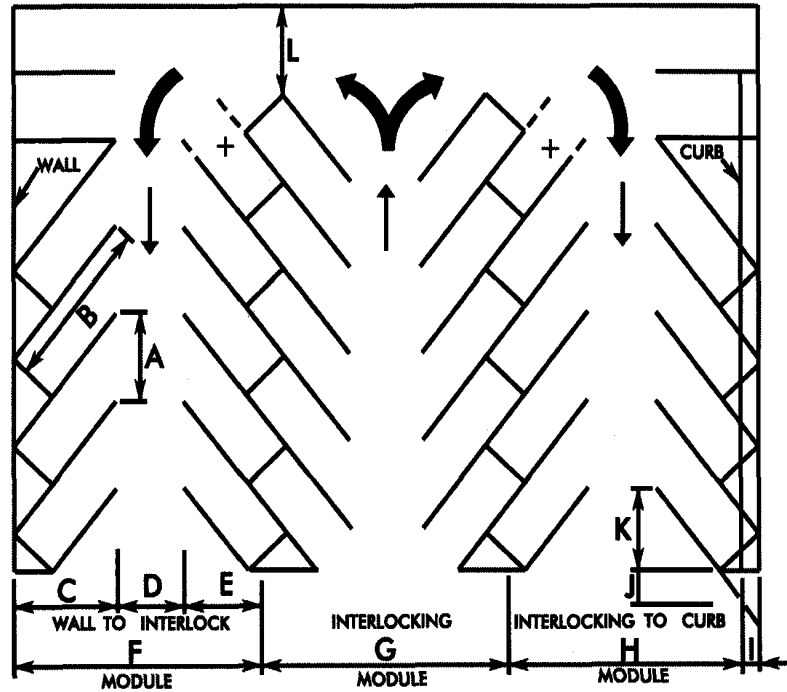 L
WALL
CURB
B
A
K
J
C
D
E
WALL TO INTERLOCK
INTERLOCKING
INTERLOCKING TO CURB
F
G
H
I
MODULE
MODULE
MODULE